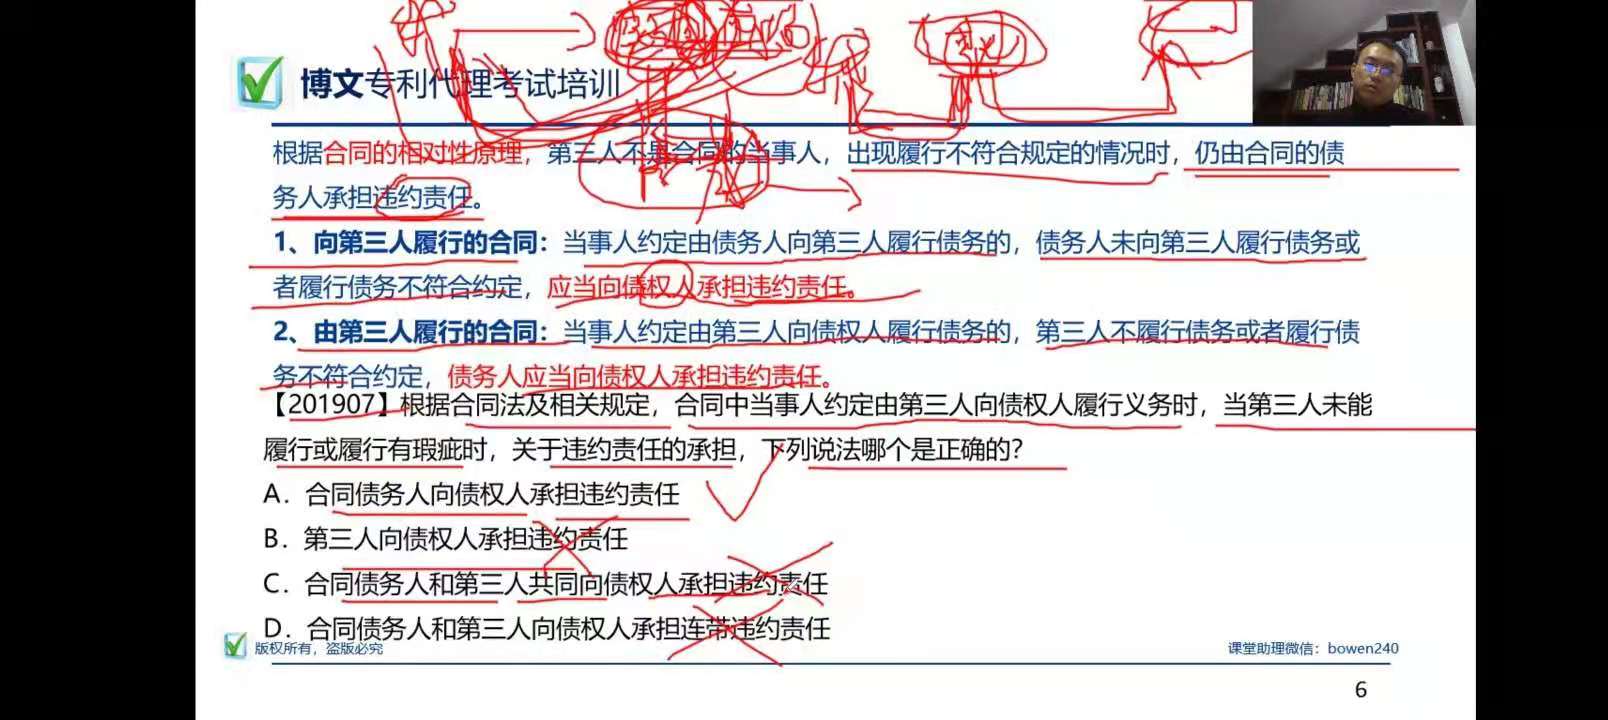 博文专利代理考试培训
根据合同的相对性原理，第三人不是合同的当事人，出现履行不符合规定的情况时，仍由合同的债
务人承担违约责任。
1、向第三人履行的合同：当事人约定由债务人向第三人履行债务的，债务人未向第三人履行债务或
者履行债务不符合约定，应当向债权人承担违约责任。
2、由第三人履行的合同：当事人约定由第三人向债权人履行债务的，第三人不履行债务或者履行债
务不符合约定，债务人应当向债权人承担违约责任。
【201907】根据合同法及相关规定，合同中当事人约定由第三人向债权人履行义务时，当第三人未能
履行或履行有瑕疵时，关于违约责任的承担，下列说法哪个是正确的？
A．合同债务人向债权人承担违约责任
B．第三人向债权人承担违约责任
C．合同债务人和第三人共同向债权人承担违约责任
D．合同债务人和第三人向债权人承担连带违约责任
版权所有，盗版必究
课堂助理微信：bowen240
6